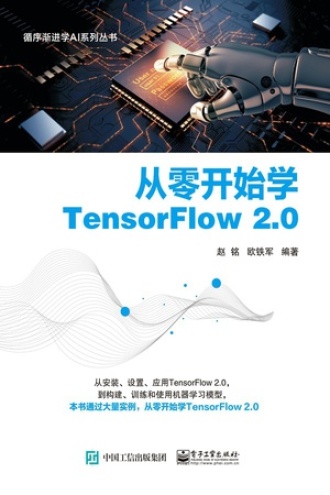 循序渐进学AI系列丛书
从零开始学
TensorFlow 2.0
赵 铭 欧铁军 编著
从安装、设置、应用TensorFlow 2.0，
到构建、训练和使用机器学习模型。
本书通过大量实例，从零开始学TensorFlow 2.0
中国工信出版集团
电子工业出版社
http://www.phei.com.cn